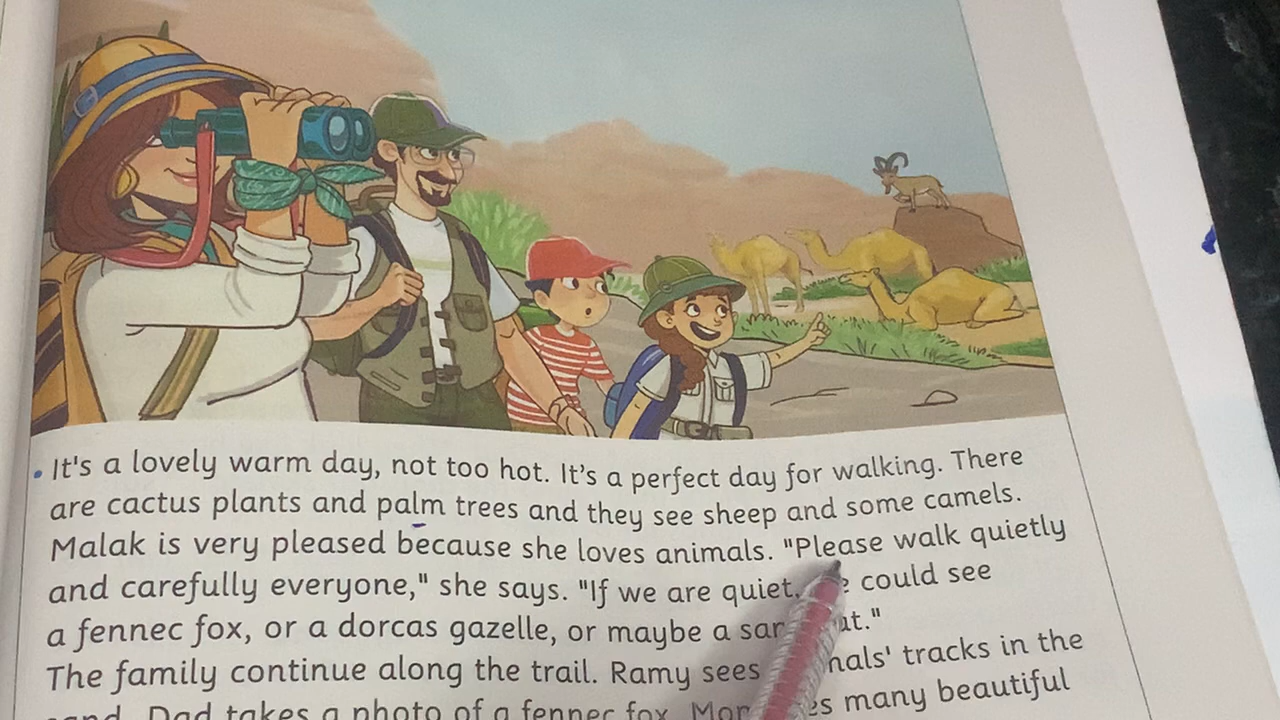 It's a lovely warm day, not too hot. It's a perfect day for walking. There
are cactus plants and palm trees and they see sheep and some camels.
Malak is very pleased because she loves animals. "Please walk quietly
and carefully everyone," she says. "If we are quiet, could see
a fennec fox, or a dorcas gazelle, or maybe a
The family continue along the trail. Ramy sees tracks in the
Dad takes a photo of a fennec fox. many beautiful